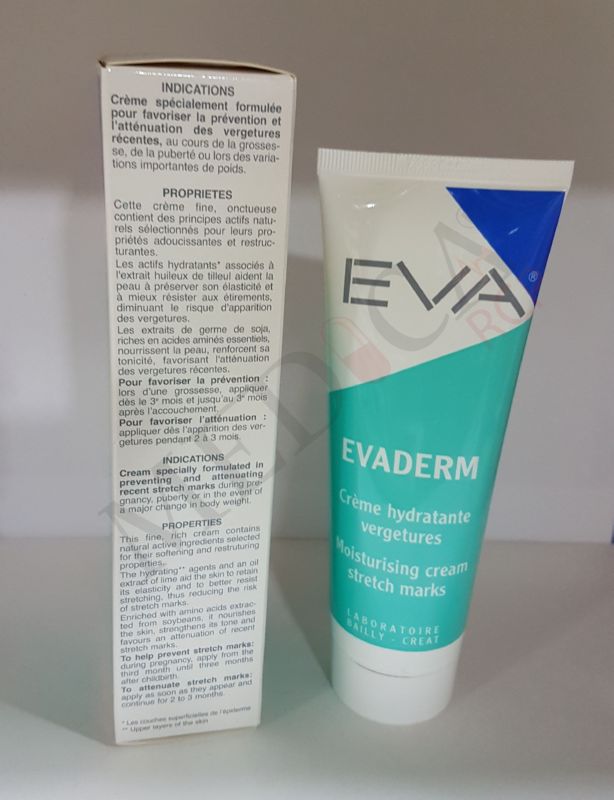 INDICATIONS
Crème spécialement formulée
pour favoriser la prévention et
l'atténuation des vergetures
récentes, au cours de la grosses-
se, de la puberté ou lors des varia-
tions importantes de poids.
PROPRIETES
Cette crème fine, onctueuse
contient des principes actifs natu-
rels sélectionnés pour leurs pro-
priétés adoucissantes et restruc-
turantes.
Les actifs hydratants* associés à
l'extrait huileux de tilleul aident la
peau à préserver son élasticité et
à mieux résister aux étirements,
diminuant le risque d'apparition
des vergetures.
Les extraits de germe de soja,
riches en acides aminés essentiels,
nourrissent la peau, renforcent sa
tonicité, favorisant l'atténuation
des vergetures récentes.
Pour favoriser la prévention :
lors d'une grossesse, appliquer
dès le 3e mois et jusqu'au 3e mois
après l'accouchement.
Pour favoriser l'atténuation :
appliquer dès l'apparition des ver-
getures pendant 2 à 3 mois.
INDICATIONS
Cream specially formulated in
preventing and attenuating
recent stretch marks during pre-
gnancy, puberty or in the event of
a major change in body weight.
PROPERTIES
This fine, rich cream contains
natural active ingredients selected
for their softening and restruturing
properties.
The hydrating** agents and an oil
extract of lime aid the skin to retain
its elasticity and to better resist
stretching, thus reducing the risk
of stretch marks.
Enriched with amino acids extrac-
ted from soybeans, it nourishes
the skin, strengthens its tone and
favours an attenuation of recent
stretch marks.
To help prevent stretch marks:
during pregnancy, apply from the
third month until three months
after childbirth.
To attenuate stretch marks:
apply as soon as they appear and
continue for 2 to 3 months.
* Les couches superficielles de l'épiderme
** Upper layers of the skin
EVA®
EVADERM
Crème hydratante
vergetures
Moisturising cream
stretch marks
LABORATOIRE
BAILLY - CREAT
MEDICA